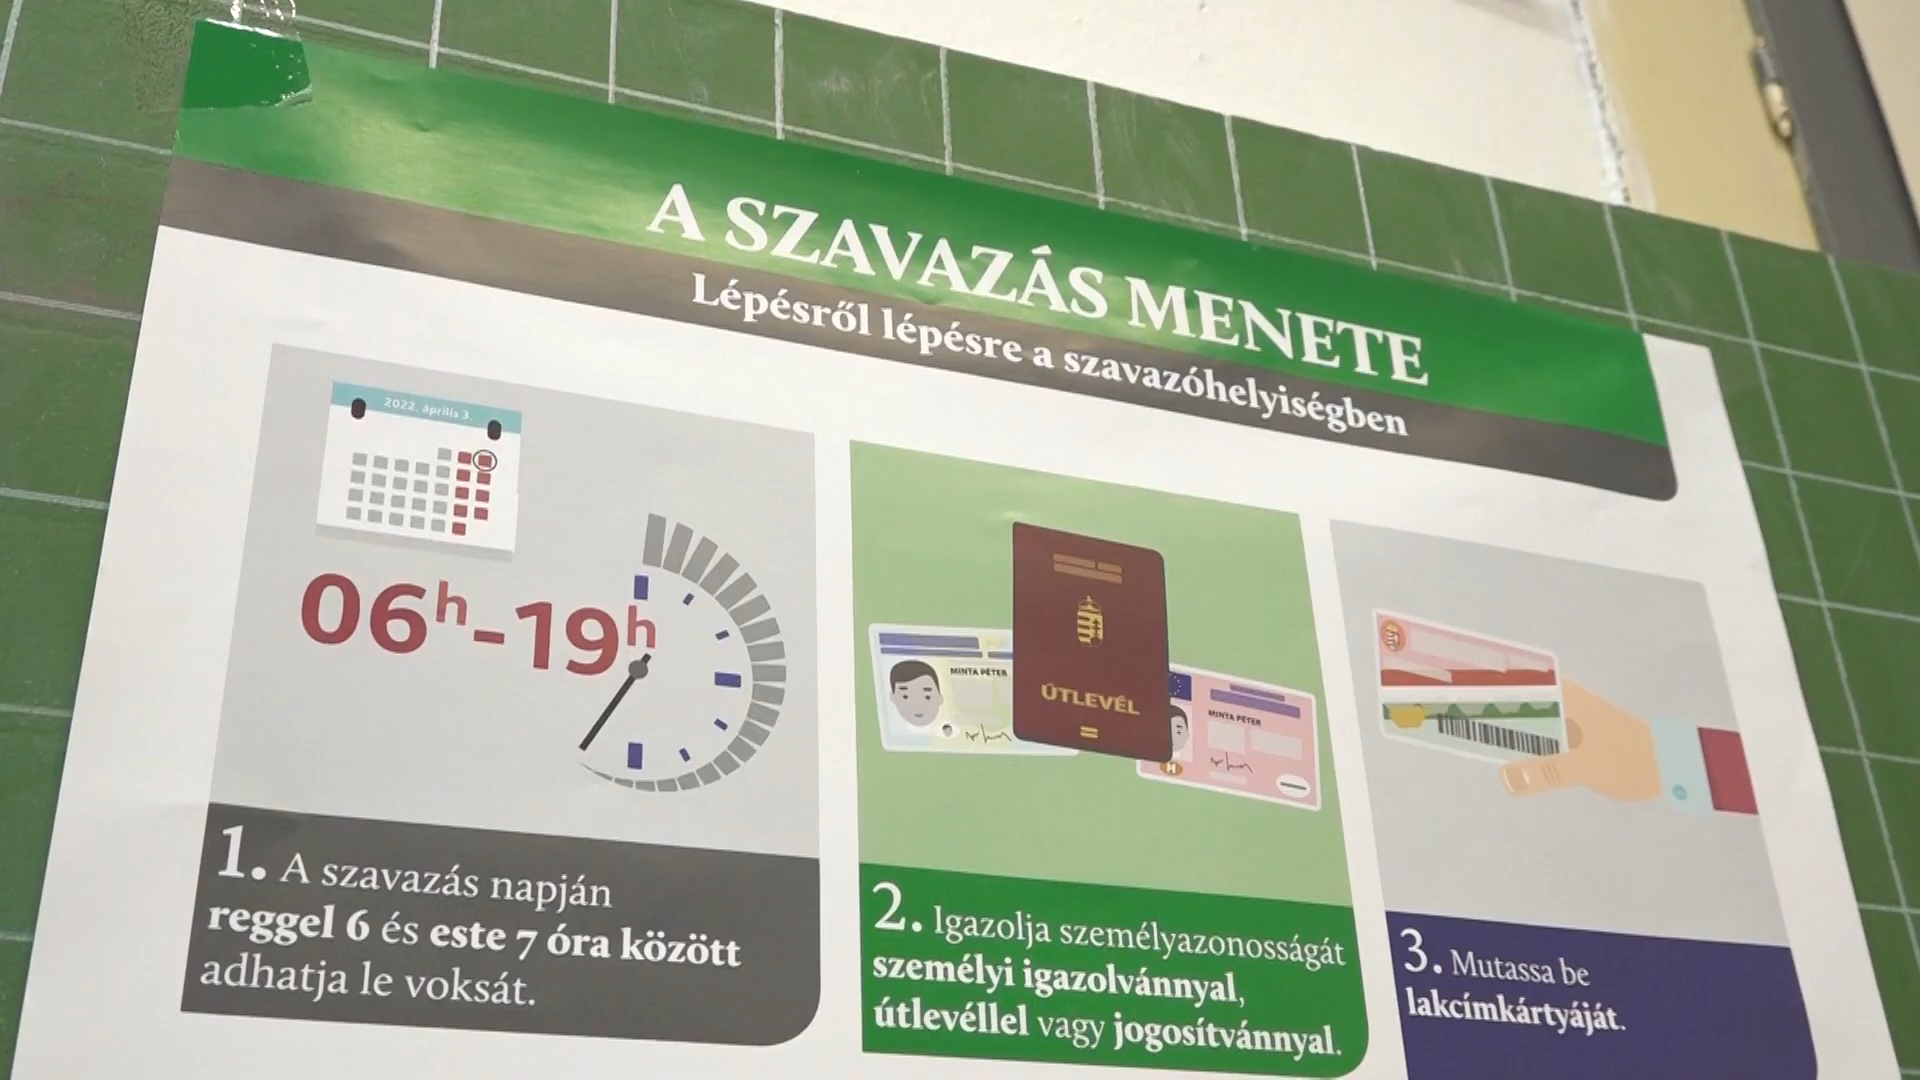 A SZAVAZÁS MENETE
Lépésről lépésre a szavazóhelyiségben
2022. április 3.
06h-19h
1. A szavazás napján
reggel 6 és este 7 óra között
adhatja le voksát.
MINTA PÉTER
ÚTLEVÉL
MINTA PÉTER
H
2. Igazolja személyazonosságát
személyi igazolvánnyal,
útlevéllel vagy jogosítvánnyal.
3. Mutassa be
lakcímkártyáját.